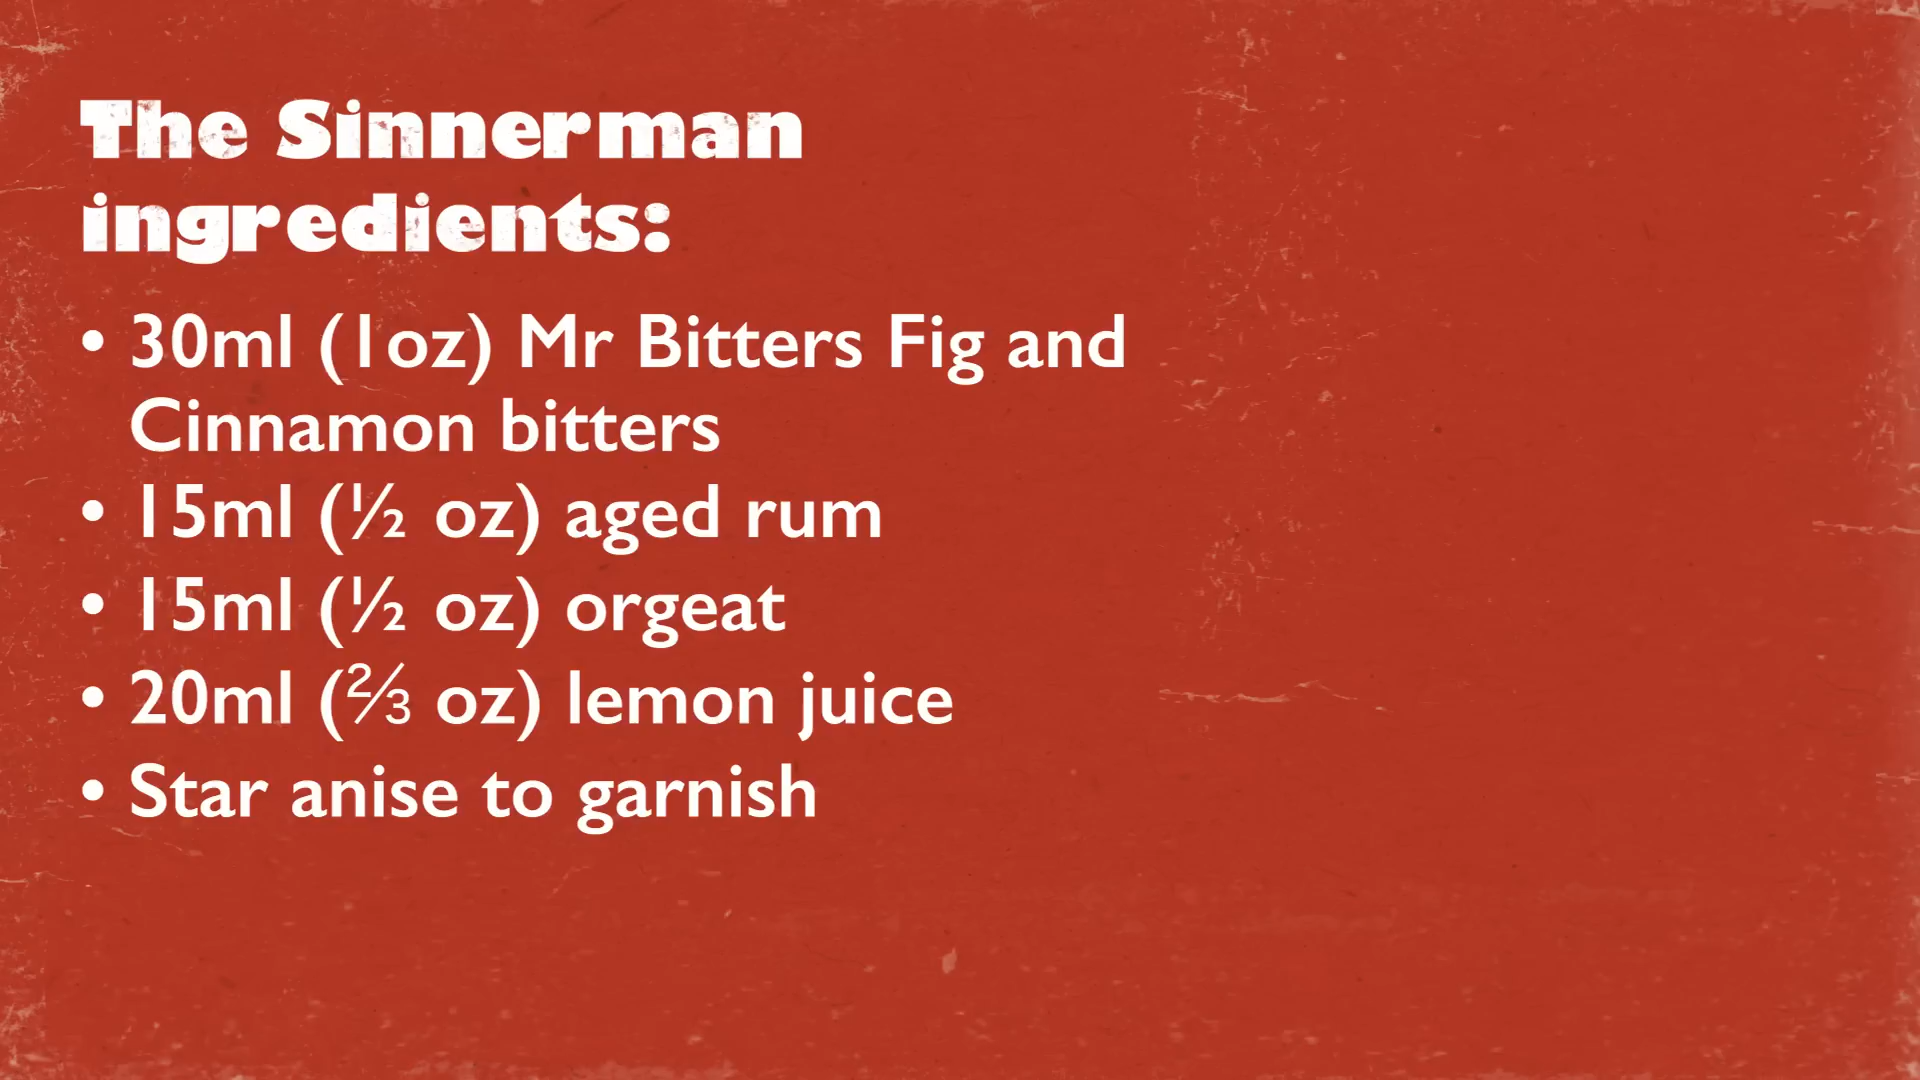 The Sinnerman
ingredients:
• 30ml (1oz) Mr Bitters Fig and
Cinnamon bitters
• 15ml (½ oz) aged rum
• 15ml (½ oz) orgeat
• 20ml (⅔ oz) lemon juice
• Star anise to garnish